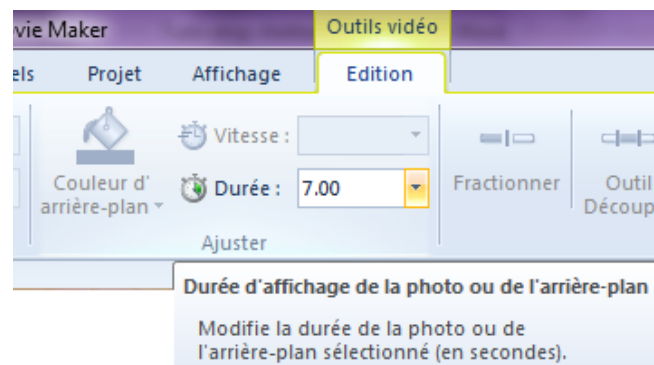 vie Maker Outils vidéo
els Projet Affichage Edition
Vitesse :
Couleur d'
arrière-plan
Durée : 7.00
Fractionner
Outil
Découp
Ajuster
Durée d'affichage de la photo ou de l'arrière-plan
Modifie la durée de la photo ou de
l'arrière-plan sélectionné (en secondes).